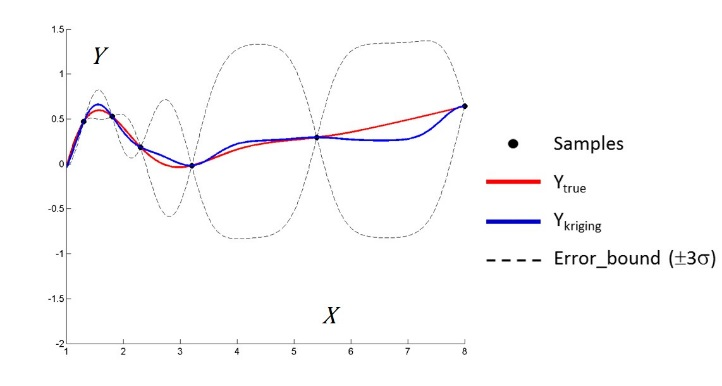 1.5
Y
1
0.5
0
-0.5
-1
-1.5
X
-2
1 2 3 4 5 6 7 8
Samples
Ytrue
Ykriging
Error_bound (±3σ)